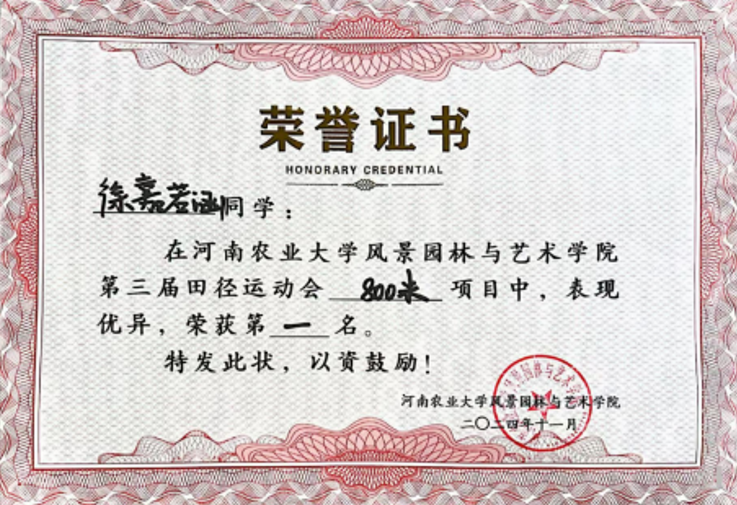 荣誉证书
HONORARY CREDENTIAL
徐嘉若涵同学：
在河南农业大学风景园林与艺术学院
第三届田径运动会 800米 项目中，表现
优异，荣获第一名。
特发此状，以资鼓励！
河南农业大学风景园林与艺术学院
二〇二四年十一月